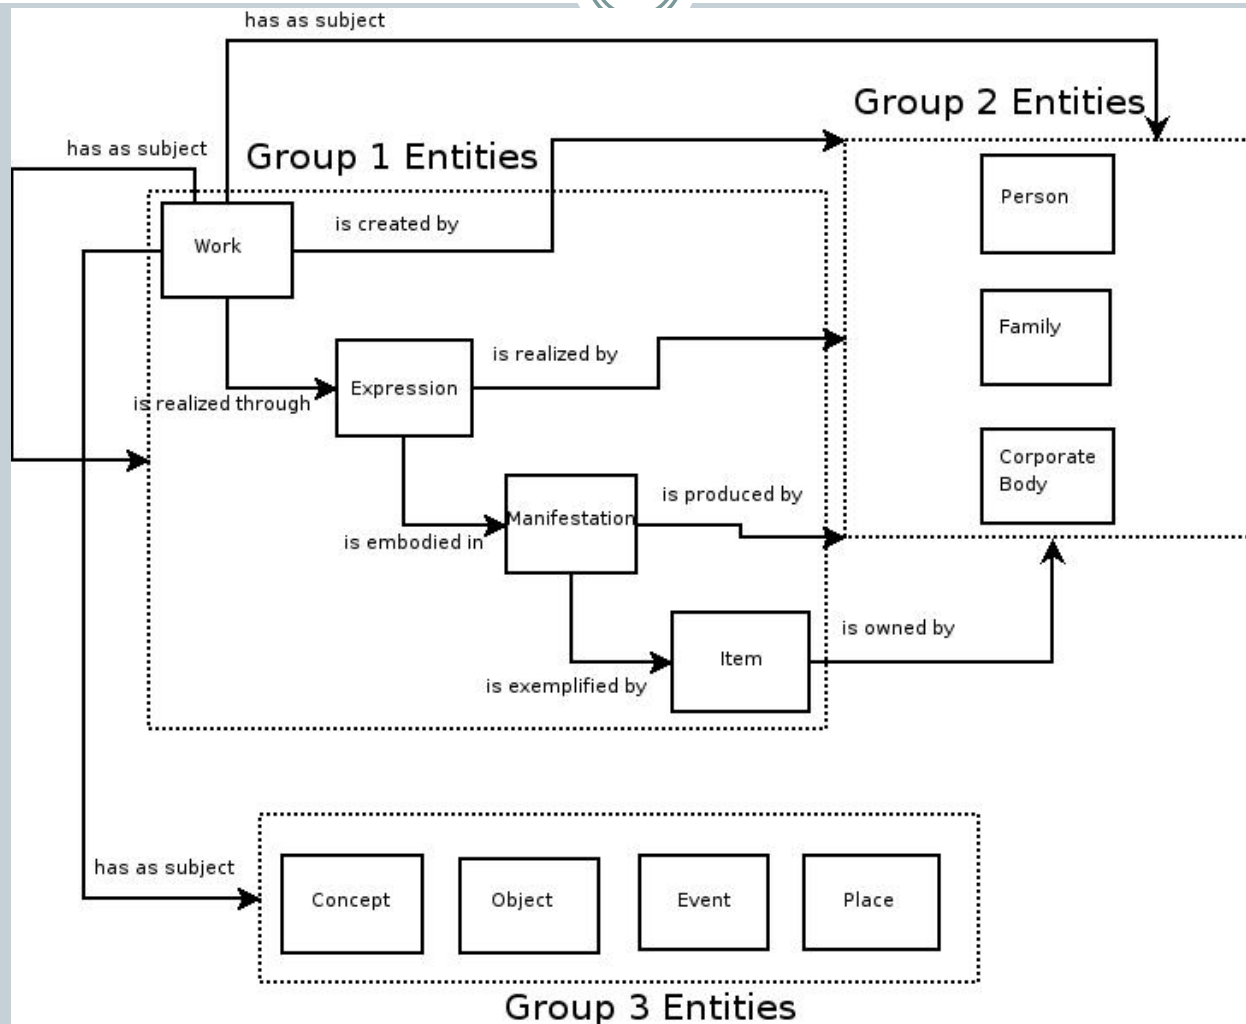 has as subject
Group 2 Entities
has as subject
Group 1 Entities
Person
is created by
Work
Family
is realized by
Expression
is realized through
Corporate
Body
is produced by
Manifestation
is embodied in
is owned by
Item
is exemplified by
has as subject
Concept
Object
Event
Place
Group 3 Entities